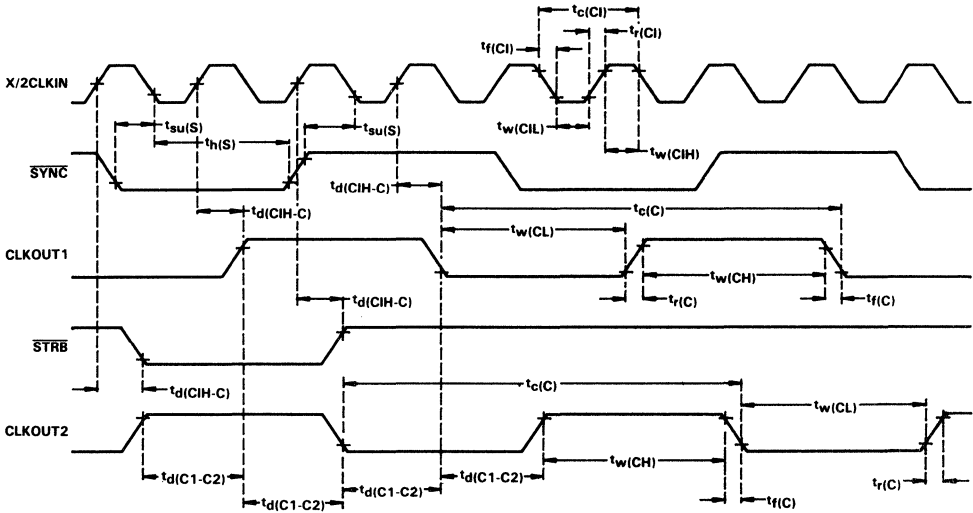 tc(CI)
tr(CI)
tf(CI)
X/2CLKIN
tsu(S)
tsu(S)
tw(CIL)
th(S)
tw(CIH)
SYNC
td(CIH-C)
tc(C)
td(CIH-C)
tw(CL)
CLKOUT1
tw(CH)
td(CIH-C)
tr(C)
tf(C)
STRB
td(CIH-C)
tc(C)
tw(CL)
CLKOUT2
tw(CH)
td(C1-C2)
td(C1-C2)
td(C1-C2)
td(C1-C2)
tr(C)
tf(C)